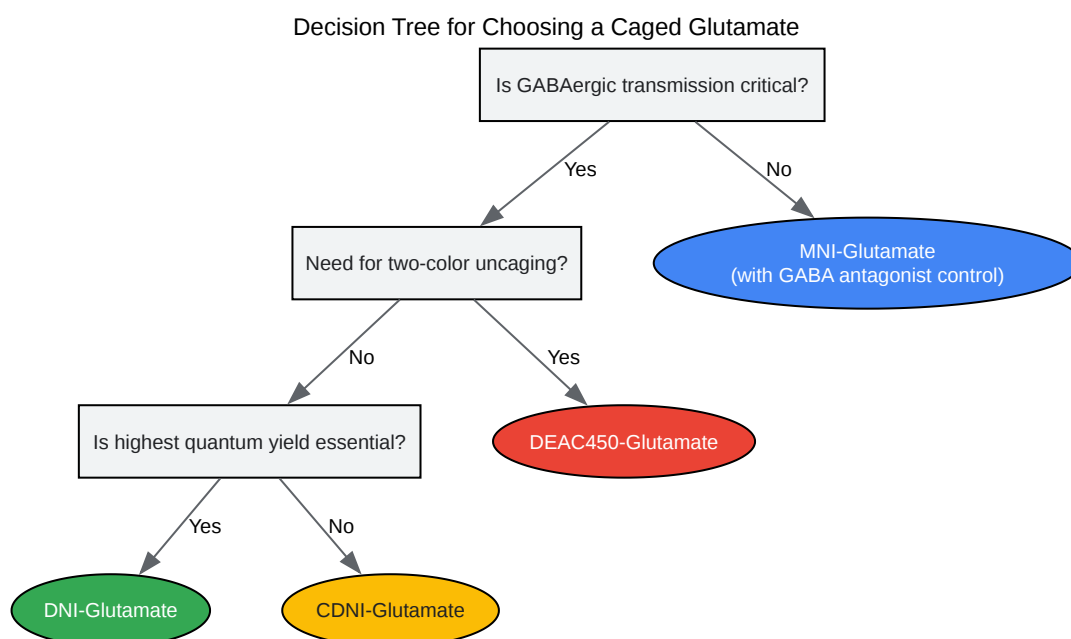 Decision Tree for Choosing a Caged Glutamate
Is GABAergic transmission critical?
Yes
No
Need for two-color uncaging?
MNI-Glutamate
(with GABA antagonist control)
No
Yes
Is highest quantum yield essential?
DEAC450-Glutamate
Yes
No
DNI-Glutamate
CDNI-Glutamate